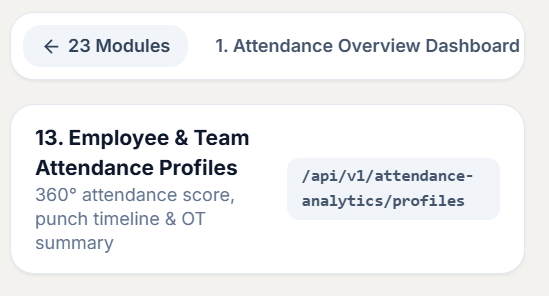 ← 23 Modules
1. Attendance Overview Dashboard
13. Employee & Team
Attendance Profiles
360° attendance score,
punch timeline & OT
summary
/api/v1/attendance-
analytics/profiles